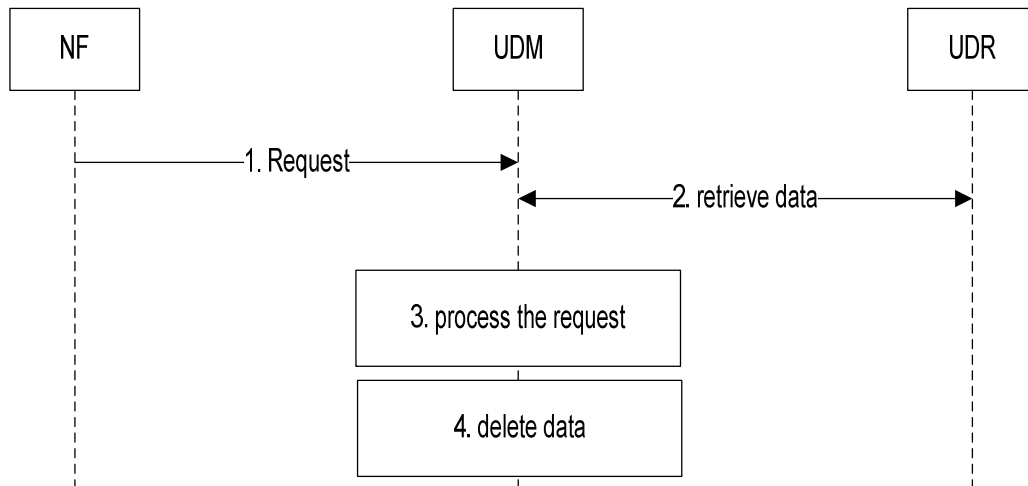 NF
UDM
UDR
1. Request
2. retrieve data
3. process the request
4. delete data